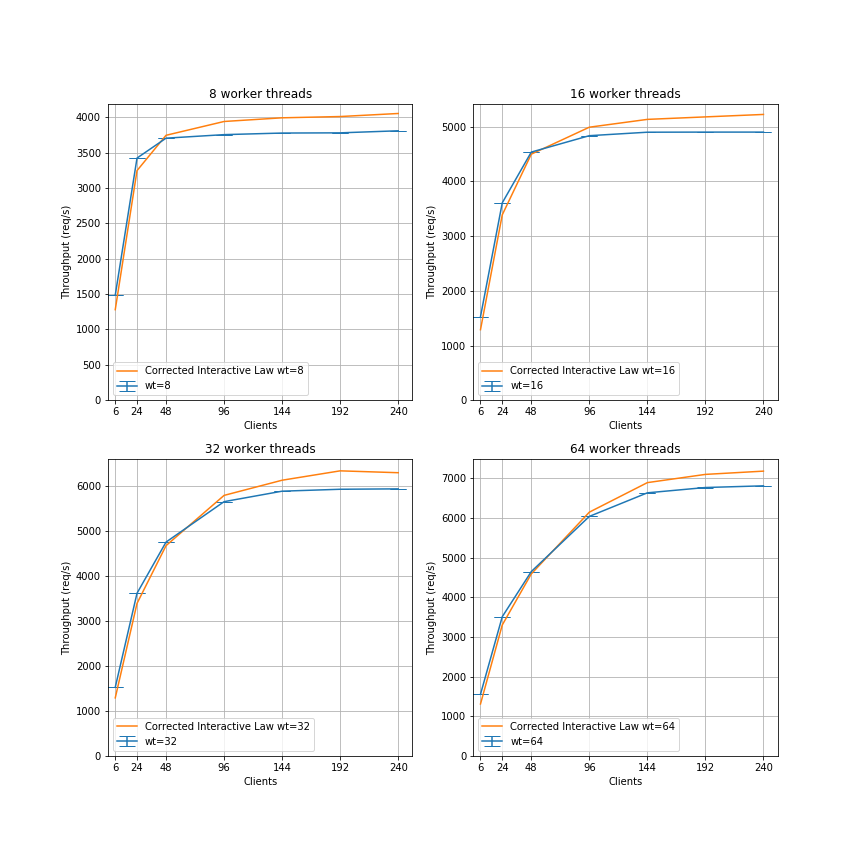 8 worker threads
Throughput (req/s)
4000
3500
3000
2500
2000
1500
1000
500
0
Corrected Interactive Law wt=8
wt=8
6 24 48 96 144 192 240
Clients
16 worker threads
Throughput (req/s)
5000
4000
3000
2000
1000
0
Corrected Interactive Law wt=16
wt=16
6 24 48 96 144 192 240
Clients
32 worker threads
Throughput (req/s)
6000
5000
4000
3000
2000
1000
0
Corrected Interactive Law wt=32
wt=32
6 24 48 96 144 192 240
Clients
64 worker threads
Throughput (req/s)
7000
6000
5000
4000
3000
2000
1000
0
Corrected Interactive Law wt=64
wt=64
6 24 48 96 144 192 240
Clients